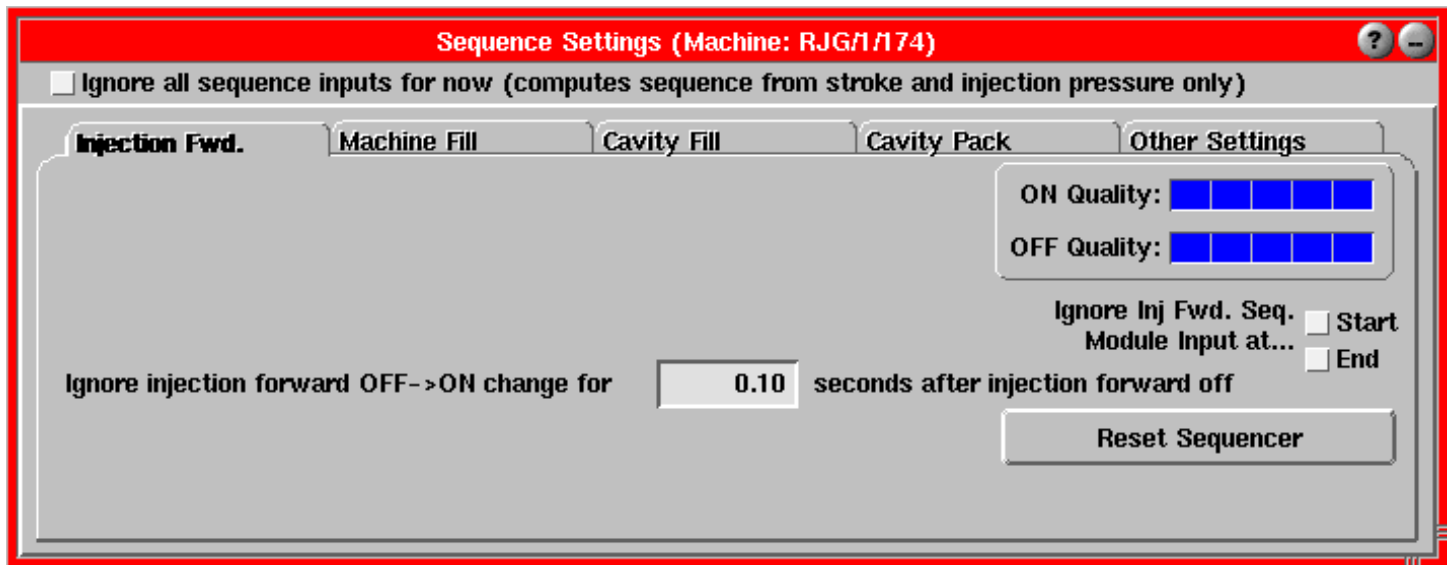 Sequence Settings (Machine: RJG/1/174)
? –
Ignore all sequence inputs for now (computes sequence from stroke and injection pressure only)
Injection Fwd. Machine Fill Cavity Fill Cavity Pack Other Settings
ON Quality:
OFF Quality:
Ignore Inj Fwd. Seq. Start
Module Input at... End
Ignore injection forward OFF->ON change for 0.10 seconds after injection forward off
Reset Sequencer